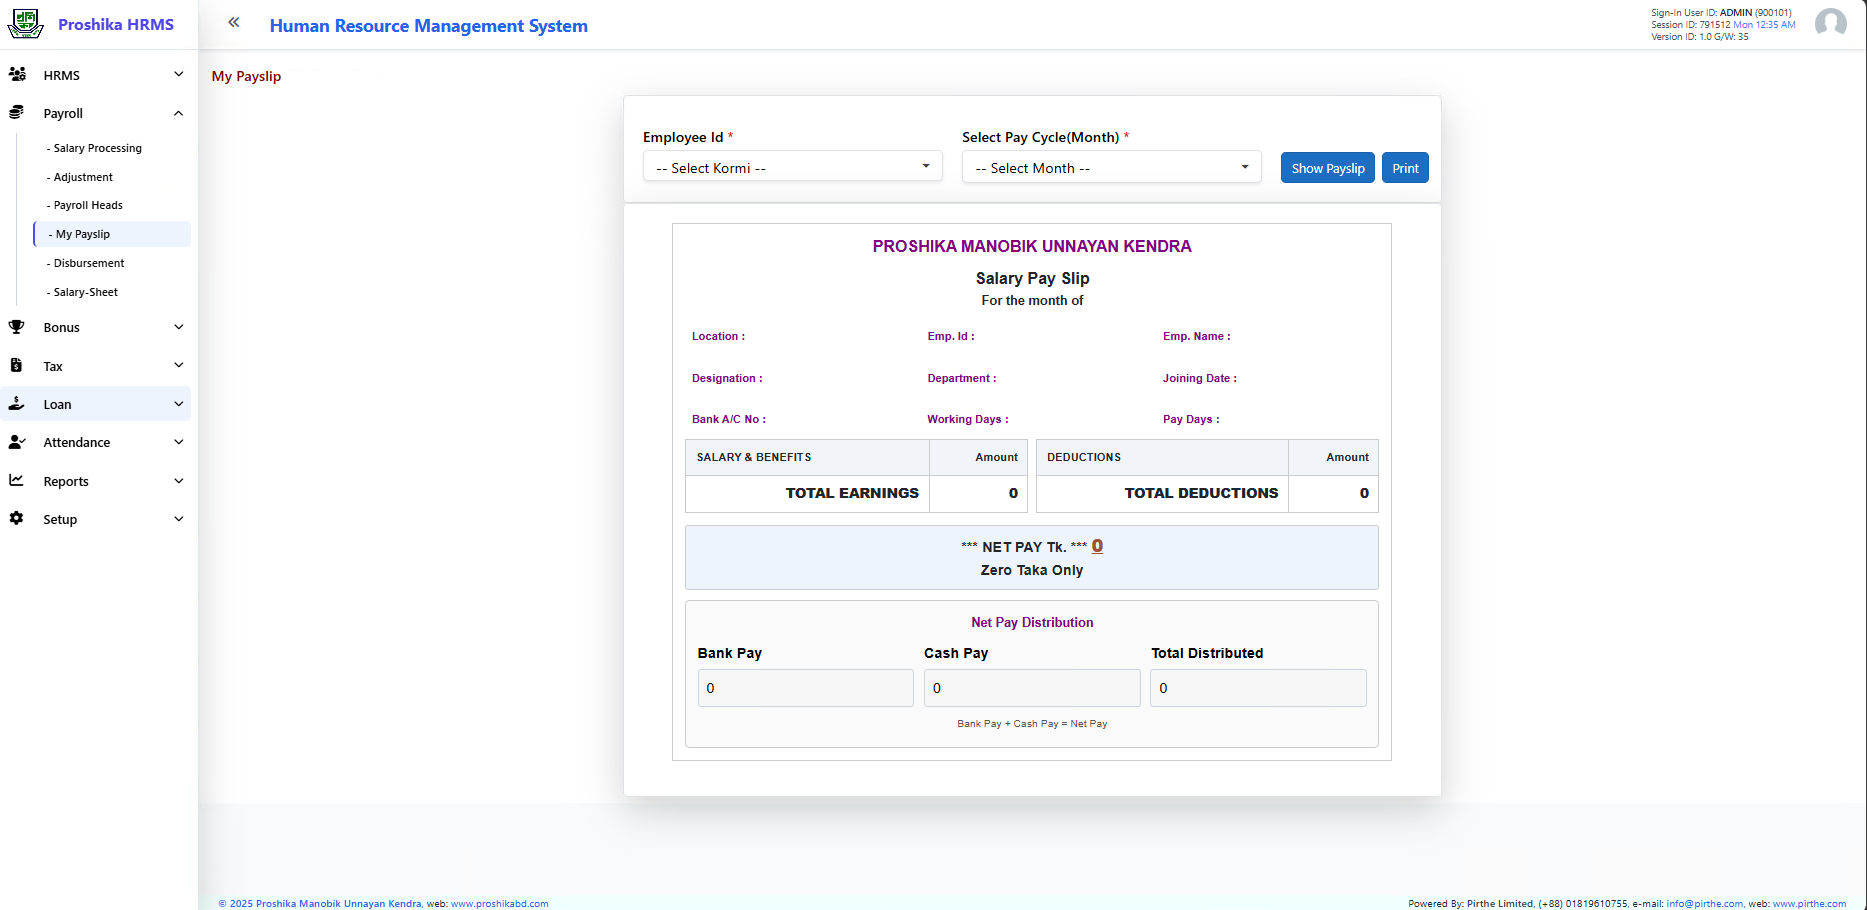 Proshika HRMS
Human Resource Management System
Sign-In User ID: ADMIN (900101)
Session ID: 791512 Mon 12:35 AM
Version ID: 1.0 G/W: 35
HRMS
Payroll
- Salary Processing
- Adjustment
- Payroll Heads
- My Payslip
- Disbursement
- Salary-Sheet
Bonus
Tax
Loan
Attendance
Reports
Setup
My Payslip
Employee Id * Select Pay Cycle(Month) *
-- Select Kormi -- -- Select Month -- Show Payslip Print
PROSHIKA MANOBIK UNNAYAN KENDRA
Salary Pay Slip
For the month of
Location : Emp. Id : Emp. Name :
Designation : Department : Joining Date :
Bank A/C No : Working Days : Pay Days :
SALARY & BENEFITS Amount DEDUCTIONS Amount
TOTAL EARNINGS 0 TOTAL DEDUCTIONS 0
*** NET PAY Tk. *** 0
Zero Taka Only
Net Pay Distribution
Bank Pay Cash Pay Total Distributed
0 0 0
Bank Pay + Cash Pay = Net Pay
© 2025 Proshika Manobik Unnayan Kendra, web: www.proshikabd.com Powered By: Pirthe Limited, (+88) 01819610755, e-mail: info@pirthe.com, web: www.pirthe.com